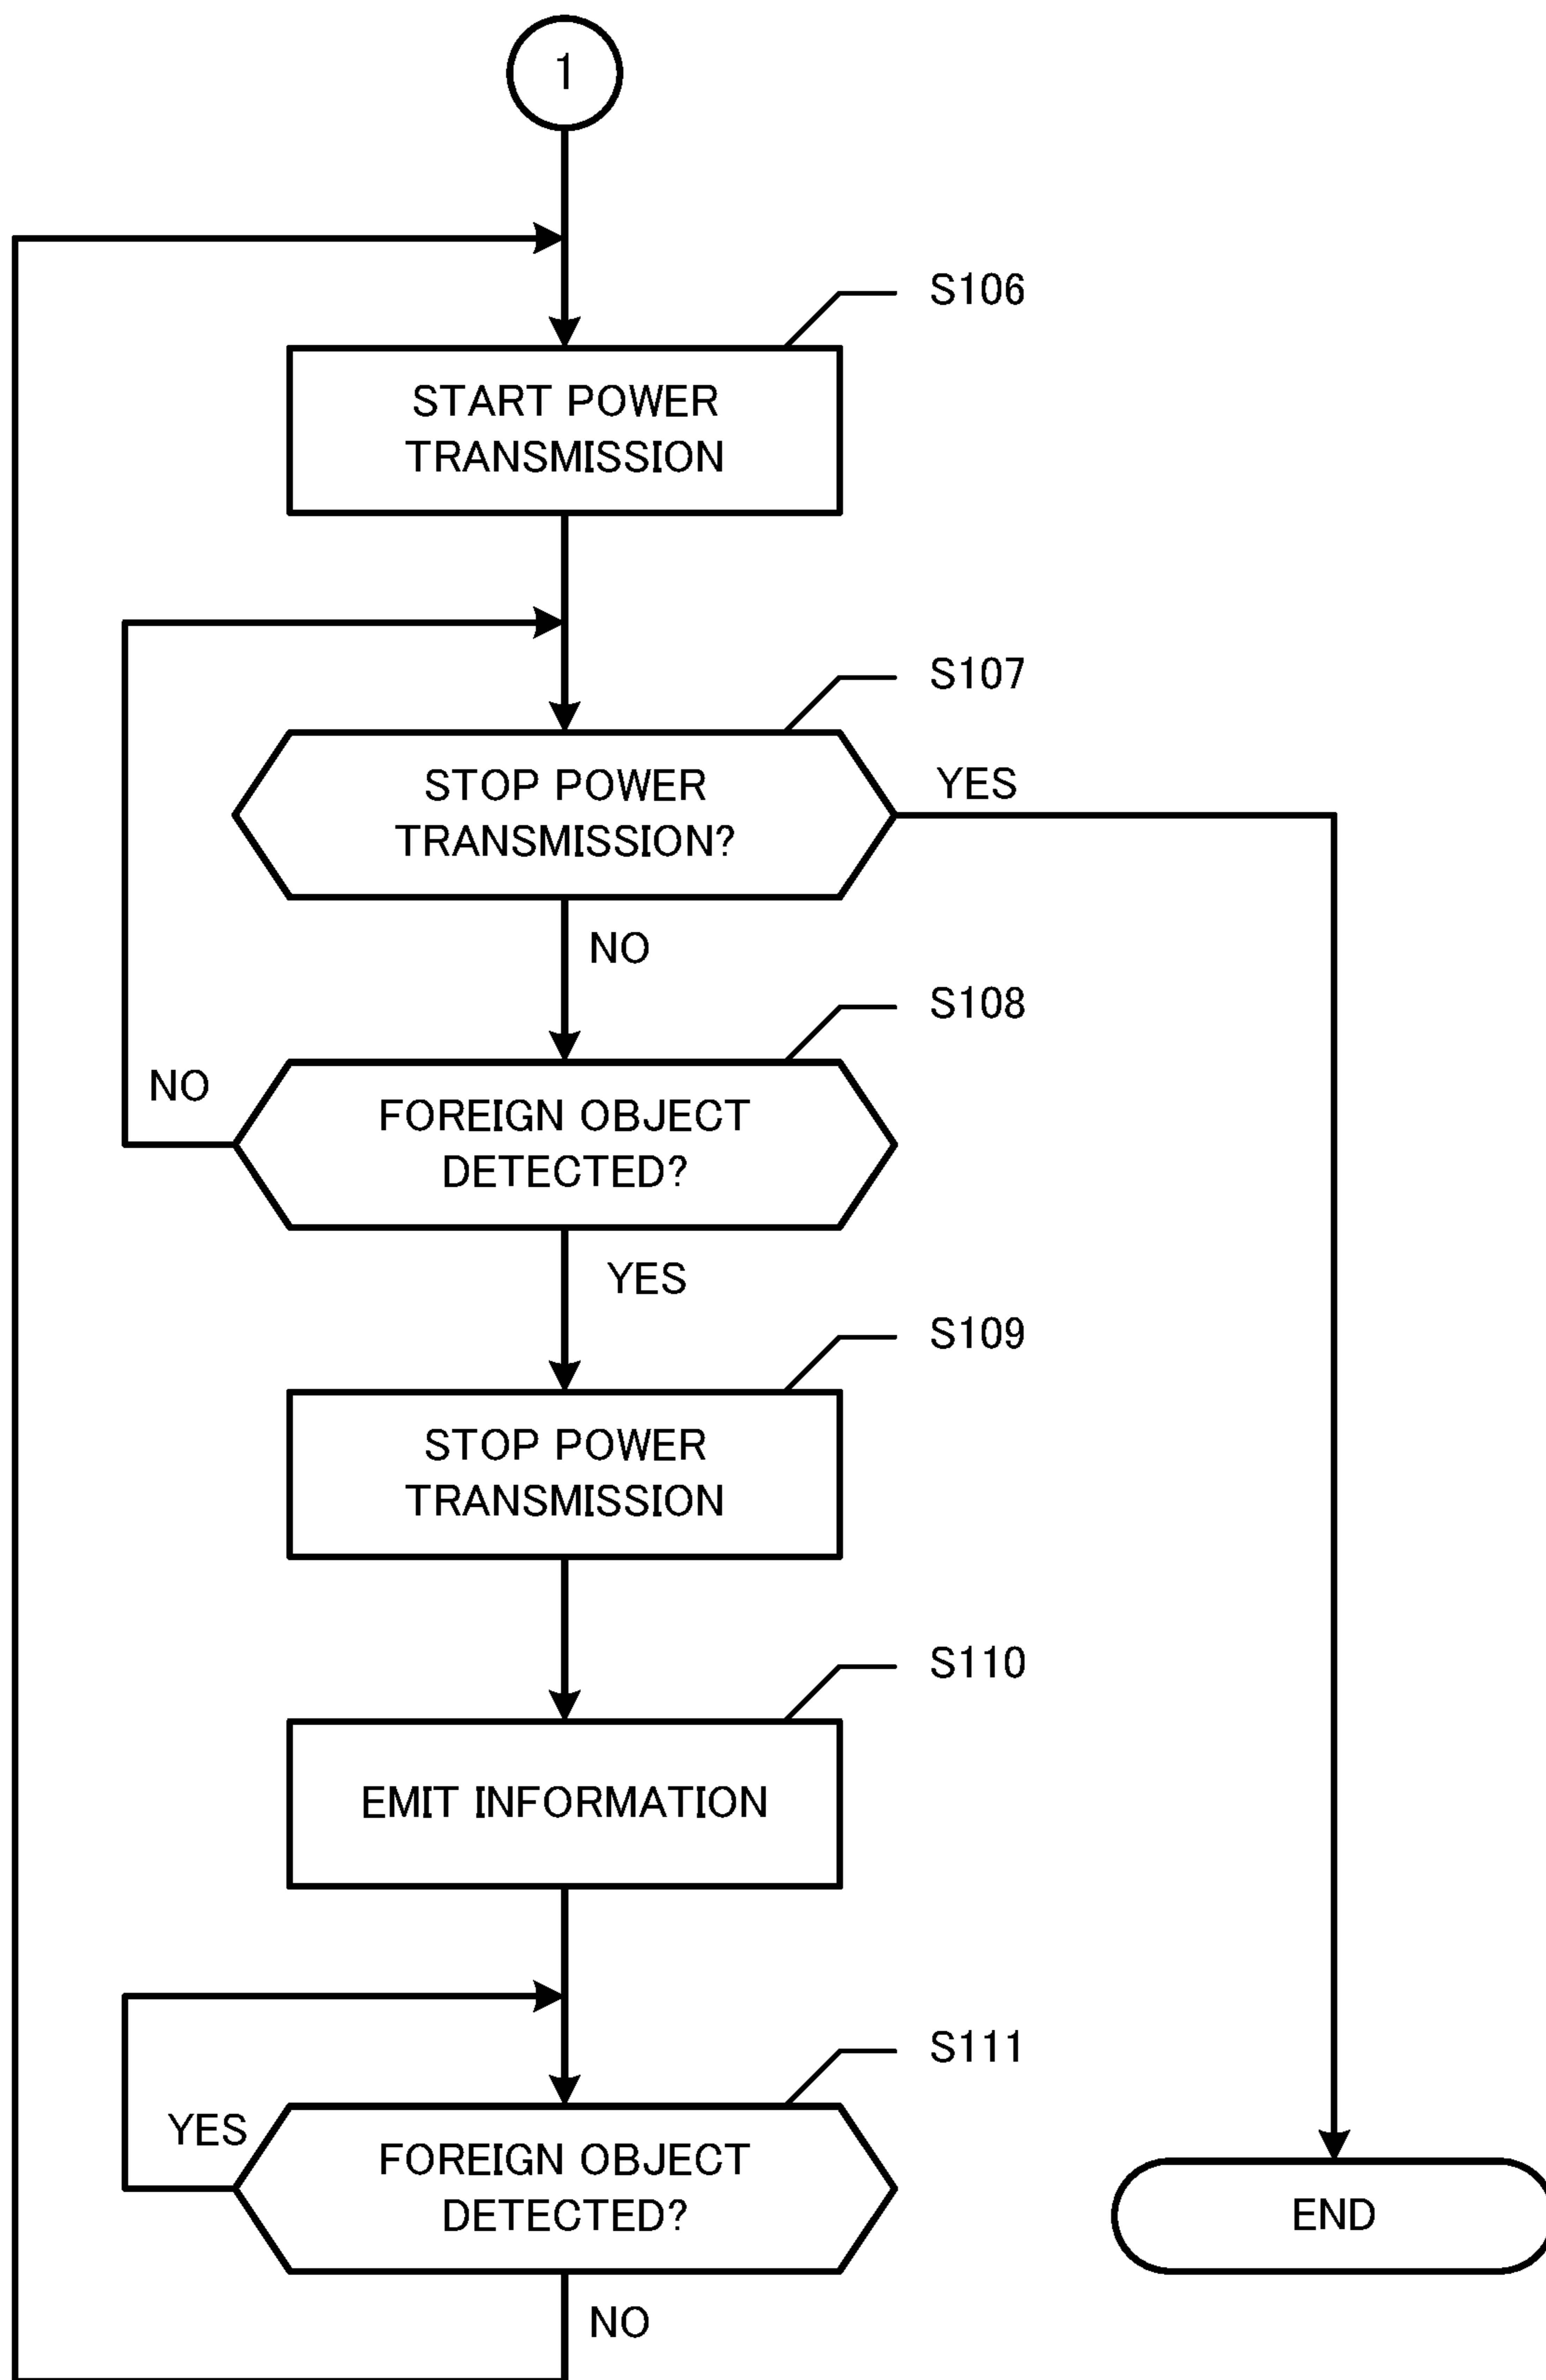 1
S106
START POWER
TRANSMISSION
S107
STOP POWER
TRANSMISSION?
YES
NO
S108
FOREIGN OBJECT
DETECTED?
NO
YES
S109
STOP POWER
TRANSMISSION
S110
EMIT INFORMATION
S111
FOREIGN OBJECT
DETECTED?
YES
NO
END